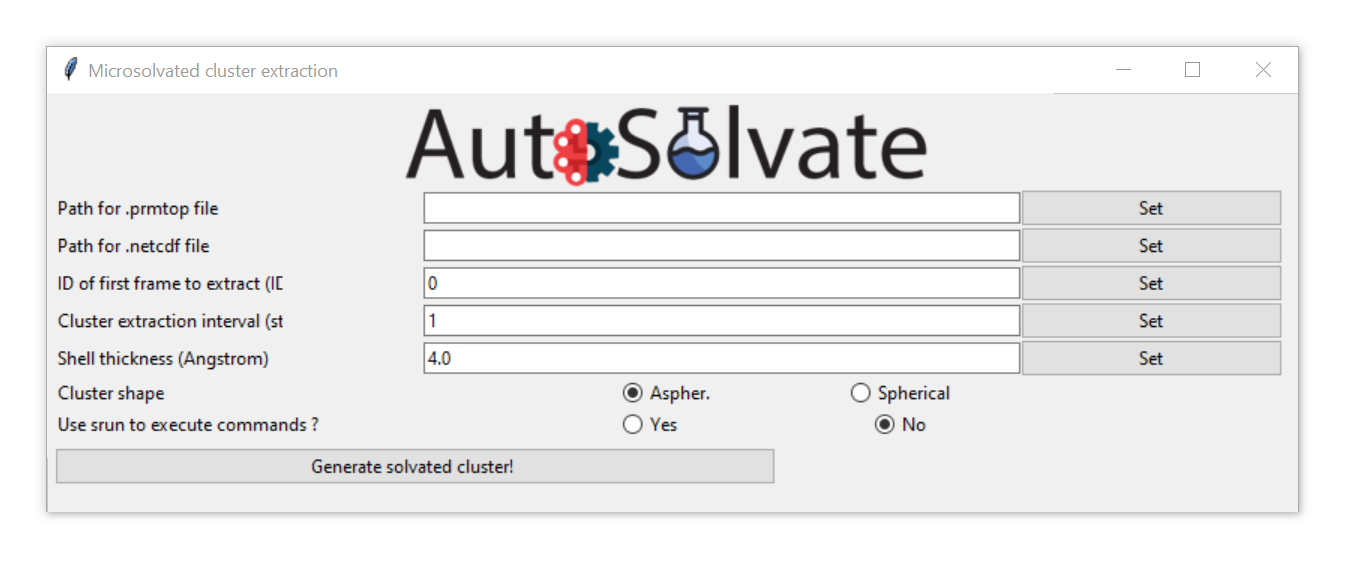 Microsolvated cluster extraction
AutoSolvate
Path for .prmtop file Set
Path for .netcdf file Set
ID of first frame to extract (ID 0 Set
Cluster extraction interval (st 1 Set
Shell thickness (Angstrom) 4.0 Set
Cluster shape Aspher. Spherical
Use srun to execute commands ? Yes No
Generate solvated cluster!